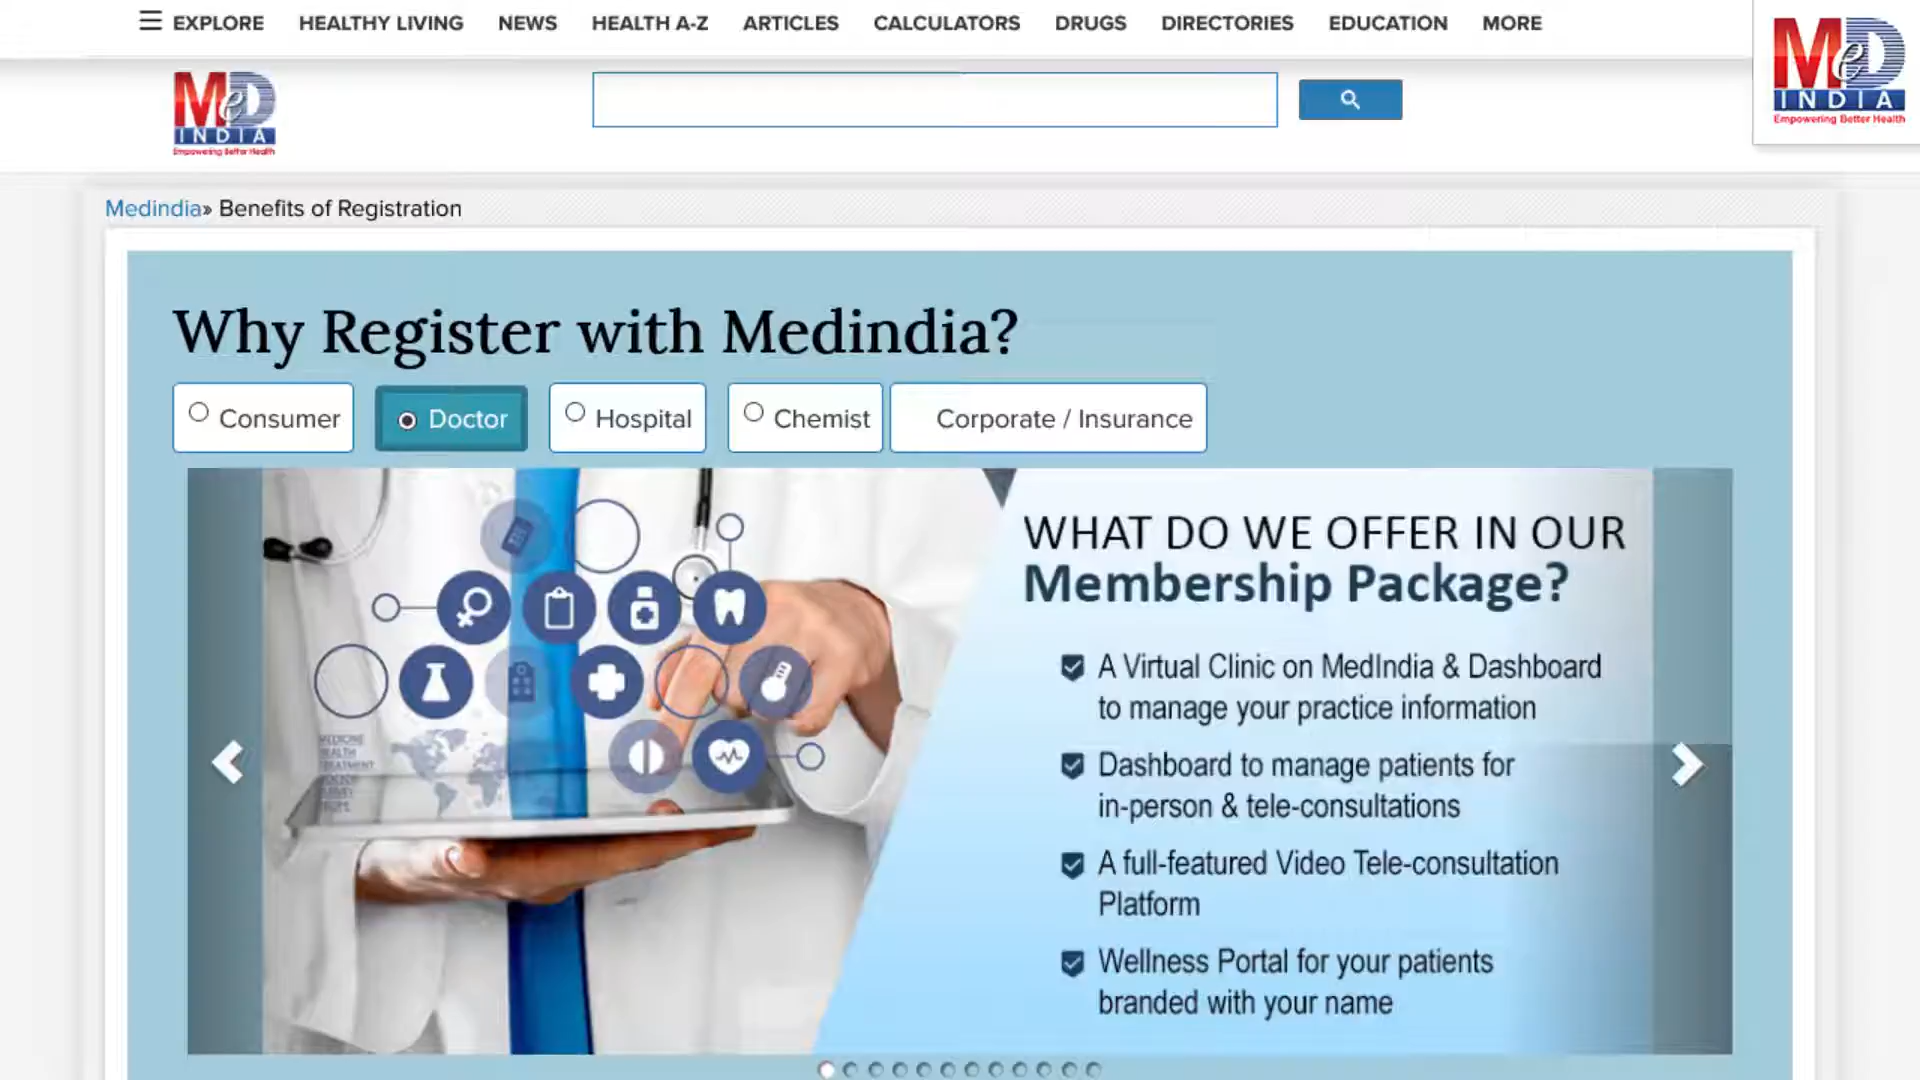 EXPLORE HEALTHY LIVING NEWS HEALTH A-Z ARTICLES CALCULATORS DRUGS DIRECTORIES EDUCATION MORE
MeD
INDIA
Empowering Better Health
MeD
INDIA
Empowering Better Health
Medindia» Benefits of Registration
Why Register with Medindia?
Consumer Doctor Hospital Chemist Corporate / Insurance
WHAT DO WE OFFER IN OUR
Membership Package?
A Virtual Clinic on MedIndia & Dashboard
to manage your practice information
Dashboard to manage patients for
in-person & tele-consultations
A full-featured Video Tele-consultation
Platform
Wellness Portal for your patients
branded with your name
MEDICINE
HEALTH
TREATMENT